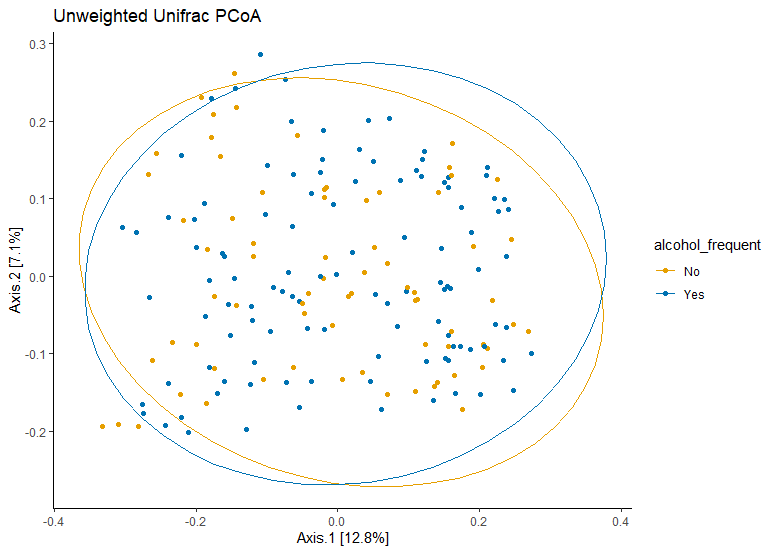 Unweighted Unifrac PCoA
0.3
0.2
0.1
0.0
-0.1
-0.2
Axis.2 [7.1%]
-0.4
-0.2
0.0
0.2
0.4
Axis.1 [12.8%]
alcohol_frequent
No
Yes